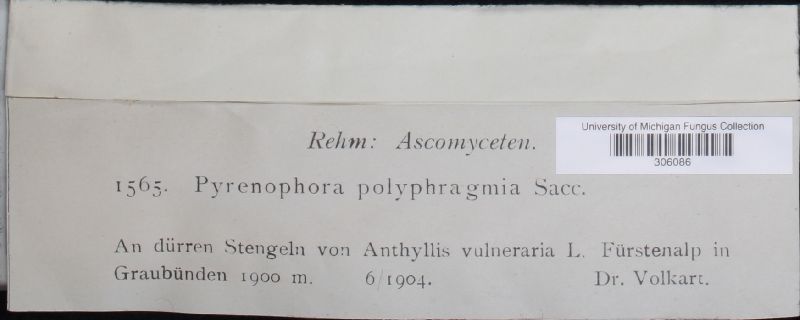 University of Michigan Fungus Collection
306086
Rehm: Ascomyceten.
1565. Pyrenophora polyphragmia Sacc.
An dürren Stengeln von Anthyllis vulneraria L. Fürstenalp in
Graubünden 1900 m. 6/1904. Dr. Volkart.